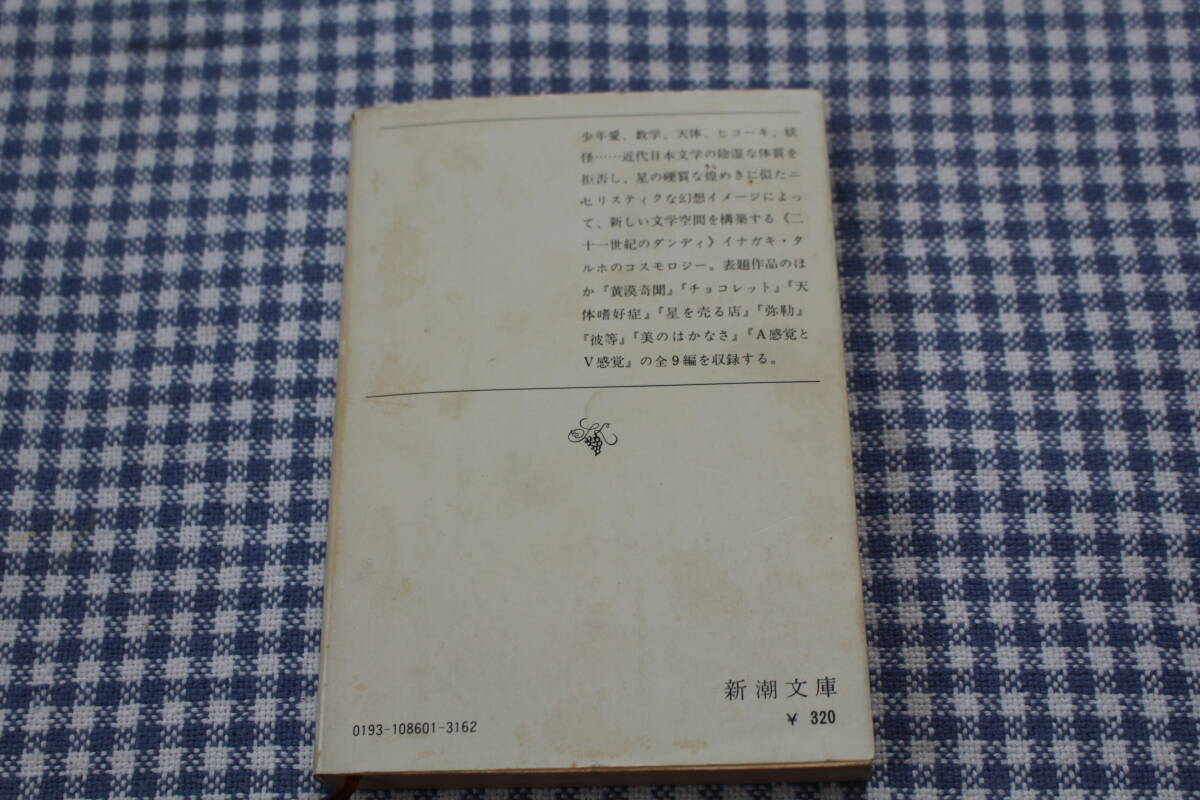 少年愛、数学、天体、ヒコーキ、妖
怪……近代日本文学の陰湿な体質を
拒否し、星の硬質な煌めきに似たニ
ヒリスティクな幻想イメージによっ
て、新しい文学空間を構築する《二
十一世紀のダンディ》イナガキ・タ
ルホのコスモロジー。表題作品のほ
か『黄漠奇聞』『チョコレット』『天
体嗜好症』『星を売る店』『弥勒』
『彼等』『美のはかなさ』『A感覚と
V感覚』の全9編を収録する。
新潮文庫
¥ 320
0193-108601-3162